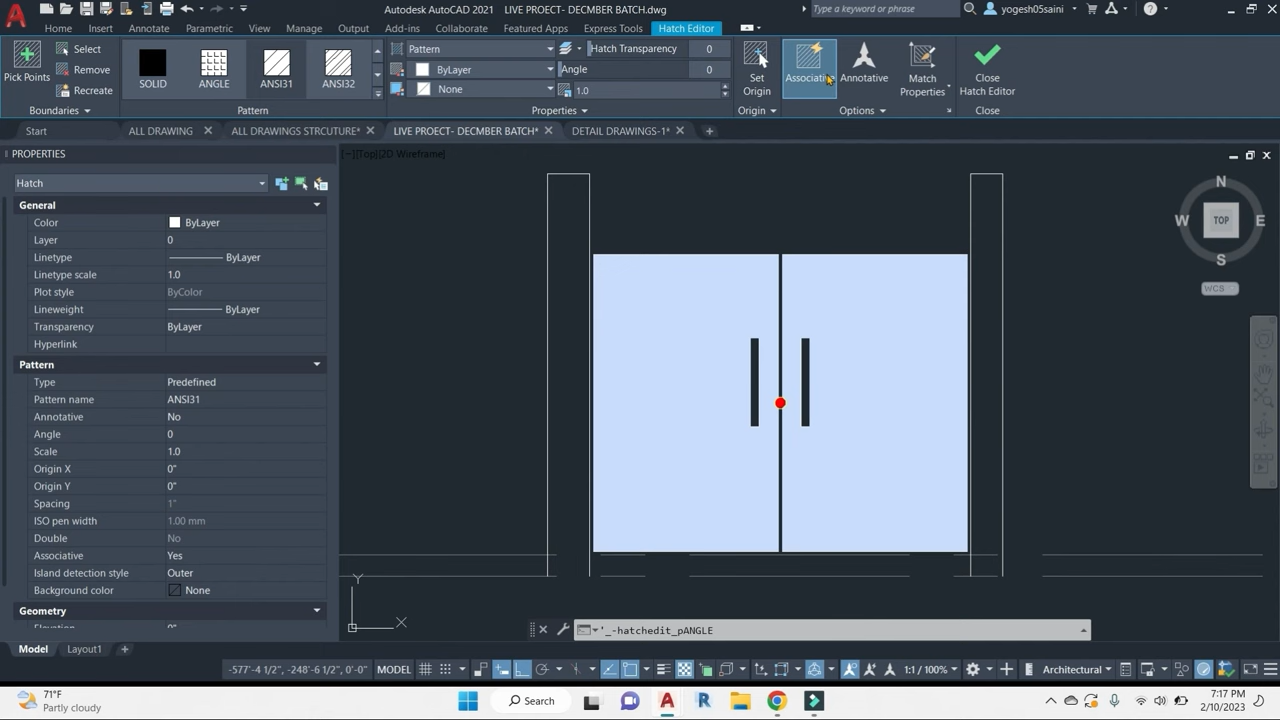 Autodesk AutoCAD 2021 LIVE PROECT- DECMBER BATCH.dwg
Type a keyword or phrase
yogesh05saini
Home Insert Annotate Parametric View Manage Output Add-ins Collaborate Express Tools Featured Apps Hatch Editor
Pick Points
Select
Remove
Recreate
Boundaries
SOLID
ANGLE
ANSI31
ANSI32
Pattern
Pattern
ByLayer
None
Hatch Transparency 0
Angle 0
1.0
Properties
Set
Origin
Origin
Associative
Annotative
Match
Properties
Options
Close
Hatch Editor
Close
Start
ALL DRAWING
ALL DRAWINGS STRCUTURE*
LIVE PROECT- DECMBER BATCH*
DETAIL DRAWINGS-1*
PROPERTIES
[−][Top][2D Wireframe]
Hatch
General
Color ByLayer
Layer 0
Linetype ByLayer
Linetype scale 1.0
Plot style ByColor
Lineweight ByLayer
Transparency ByLayer
Hyperlink
Pattern
Type Predefined
Pattern name ANSI31
Annotative No
Angle 0
Scale 1.0
Origin X 0"
Origin Y 0"
Spacing 1"
ISO pen width 1.00 mm
Double No
Associative Yes
Island detection style Outer
Background color None
Geometry
N
W TOP E
S
WCS
Y
X
'_-hatchedit_pANGLE
Model Layout1
-577'-4 1/2", -248'-6 1/2", 0'-0" MODEL 1:1 / 100% Architectural
71°F
Partly cloudy
Search
7:17 PM
2/10/2023